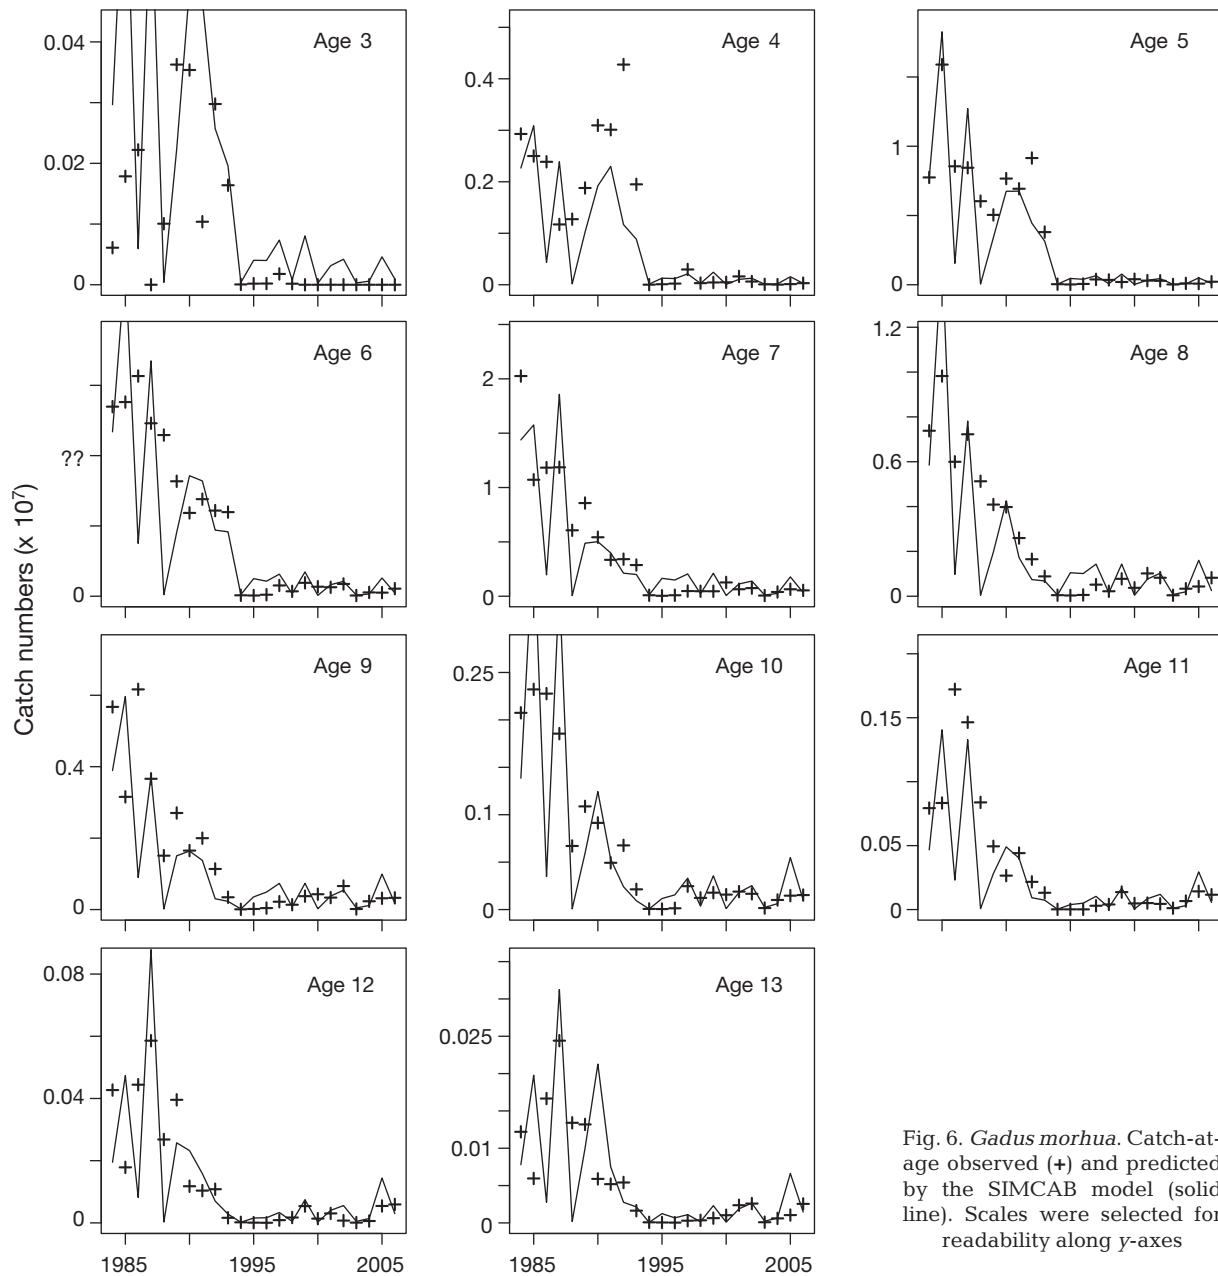 Age 3
0.04
0.02
0
Age 4
0.4
0.2
0
Age 5
1
0
Age 6
??
0
Age 7
2
1
0
Age 8
1.2
0.6
0
Catch numbers (x 10⁷)
Age 9
0.4
0
Age 10
0.25
0.1
0
Age 11
0.15
0.05
0
Age 12
0.08
0.04
0
1985 1995 2005
Age 13
0.025
0.01
0
1985 1995 2005
Fig. 6. Gadus morhua. Catch-at-
age observed (+) and predicted
by the SIMCAB model (solid
line). Scales were selected for
readability along y-axes